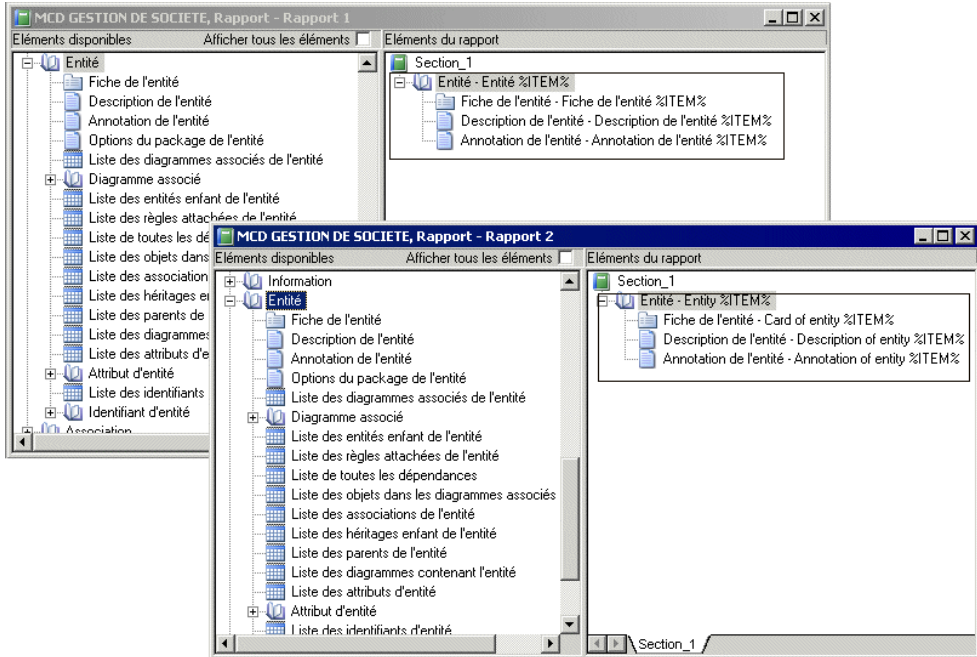 MCD GESTION DE SOCIETE, Rapport - Rapport 1
Eléments disponibles
Afficher tous les éléments
Eléments du rapport
Entité
Fiche de l'entité
Description de l'entité
Annotation de l'entité
Options du package de l'entité
Liste des diagrammes associés de l'entité
Diagramme associé
Liste des entités enfant de l'entité
Liste des règles attachées de l'entité
Liste de toutes les dé
Liste des objets dans
Liste des association
Liste des héritages e
Liste des parents de
Liste des diagrammes
Liste des attributs d'e
Attribut d'entité
Liste des identifiants
Identifiant d'entité
Association
Section_1
Entité - Entité %ITEM%
Fiche de l'entité - Fiche de l'entité %ITEM%
Description de l'entité - Description de l'entité %ITEM%
Annotation de l'entité - Annotation de l'entité %ITEM%
MCD GESTION DE SOCIETE, Rapport - Rapport 2
Eléments disponibles
Afficher tous les éléments
Eléments du rapport
Information
Entité
Fiche de l'entité
Description de l'entité
Annotation de l'entité
Options du package de l'entité
Liste des diagrammes associés de l'entité
Diagramme associé
Liste des entités enfant de l'entité
Liste des règles attachées de l'entité
Liste de toutes les dépendances
Liste des objets dans les diagrammes associés
Liste des associations de l'entité
Liste des héritages enfant de l'entité
Liste des parents de l'entité
Liste des diagrammes contenant l'entité
Liste des attributs d'entité
Attribut d'entité
Liste des identifiants d'entité
Section_1
Entité - Entity %ITEM%
Fiche de l'entité - Card of entity %ITEM%
Description de l'entité - Description of entity %ITEM%
Annotation de l'entité - Annotation of entity %ITEM%
Section_1